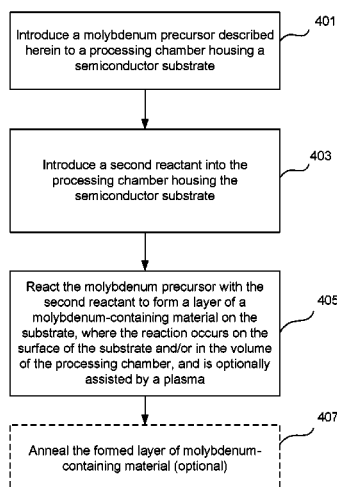 Introduce a molybdenum precursor described
herein to a processing chamber housing a
semiconductor substrate
401
Introduce a second reactant into the
processing chamber housing the
semiconductor substrate
403
React the molybdenum precursor with the
second reactant to form a layer of a
molybdenum-containing material on the
substrate, where the reaction occurs on the
surface of the substrate and/or in the volume
of the processing chamber, and is optionally
assisted by a plasma
405
Anneal the formed layer of molybdenum-
containing material (optional)
407